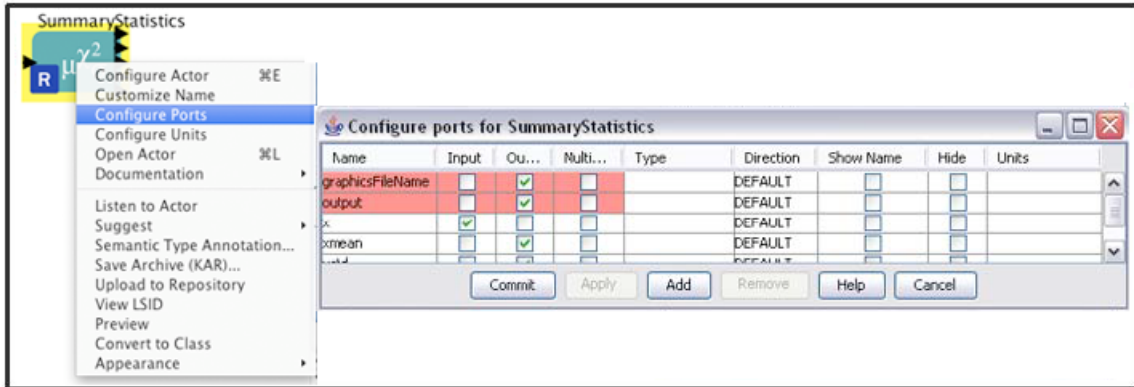 SummaryStatistics
μχ²
R
Configure Actor ⌘E
Customize Name
Configure Ports
Configure Units
Open Actor ⌘L
Documentation
Listen to Actor
Suggest
Semantic Type Annotation...
Save Archive (KAR)...
Upload to Repository
View LSID
Preview
Convert to Class
Appearance
Configure ports for SummaryStatistics
Name Input Ou... Multi... Type Direction Show Name Hide Units
graphicsFileName DEFAULT
output DEFAULT
x DEFAULT
xmean DEFAULT
DEFAULT
Commit Apply Add Remove Help Cancel